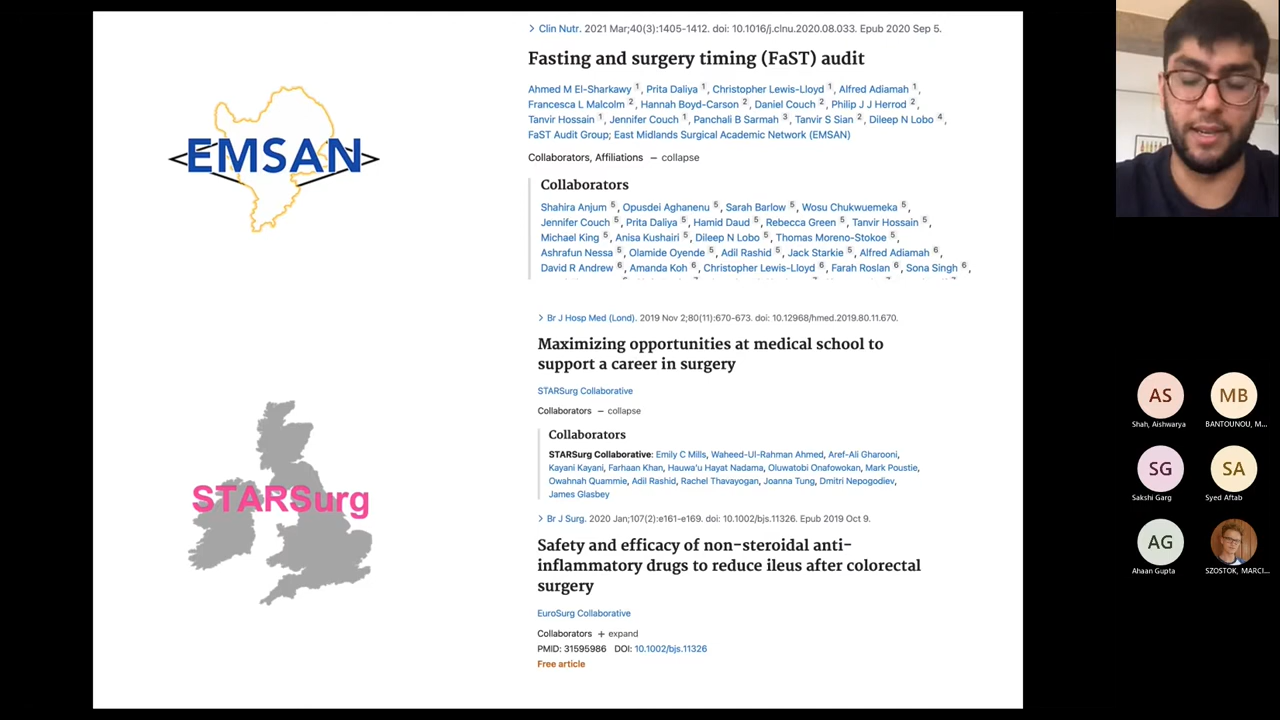 EMSAN
> Clin Nutr. 2021 Mar;40(3):1405-1412. doi: 10.1016/j.clnu.2020.08.033. Epub 2020 Sep 5.
Fasting and surgery timing (FaST) audit
Ahmed M El-Sharkawy 1, Prita Daliya 1, Christopher Lewis-Lloyd 1, Alfred Adiamah 1,
Francesca L Malcolm 2, Hannah Boyd-Carson 2, Daniel Couch 2, Philip J J Herrod 2,
Tanvir Hossain 1, Jennifer Couch 1, Panchali B Sarmah 3, Tanvir S Sian 2, Dileep N Lobo 4,
FaST Audit Group; East Midlands Surgical Academic Network (EMSAN)
Collaborators, Affiliations − collapse
Collaborators
Shahira Anjum 5, Opusdei Aghanenu 5, Sarah Barlow 5, Wosu Chukwuemeka 5,
Jennifer Couch 5, Prita Daliya 5, Hamid Daud 5, Rebecca Green 5, Tanvir Hossain 5,
Michael King 5, Anisa Kushairi 5, Dileep N Lobo 5, Thomas Moreno-Stokoe 5,
Ashrafun Nessa 5, Olamide Oyende 5, Adil Rashid 5, Jack Starkie 5, Alfred Adiamah 6,
David R Andrew 6, Amanda Koh 6, Christopher Lewis-Lloyd 6, Farah Roslan 6, Sona Singh 6,
STARSurg
> Br J Hosp Med (Lond). 2019 Nov 2;80(11):670-673. doi: 10.12968/hmed.2019.80.11.670.
Maximizing opportunities at medical school to
support a career in surgery
STARSurg Collaborative
Collaborators − collapse
Collaborators
STARSurg Collaborative: Emily C Mills, Waheed-Ul-Rahman Ahmed, Aref-Ali Gharooni,
Kayani Kayani, Farhaan Khan, Hauwa'u Hayat Nadama, Oluwatobi Onafowokan, Mark Poustie,
Owahnah Quammie, Adil Rashid, Rachel Thavayogan, Joanna Tung, Dmitri Nepogodiev,
James Glasbey
> Br J Surg. 2020 Jan;107(2):e161-e169. doi: 10.1002/bjs.11326. Epub 2019 Oct 9.
Safety and efficacy of non-steroidal anti-
inflammatory drugs to reduce ileus after colorectal
surgery
EuroSurg Collaborative
Collaborators + expand
PMID: 31595986 DOI: 10.1002/bjs.11326
Free article
AS
MB
Shah, Aishwarya
BANTOUNOU, M...
SG
SA
Sakshi Garg
Syed Aftab
AG
Ahaan Gupta
SZOSTOK, MARCI...